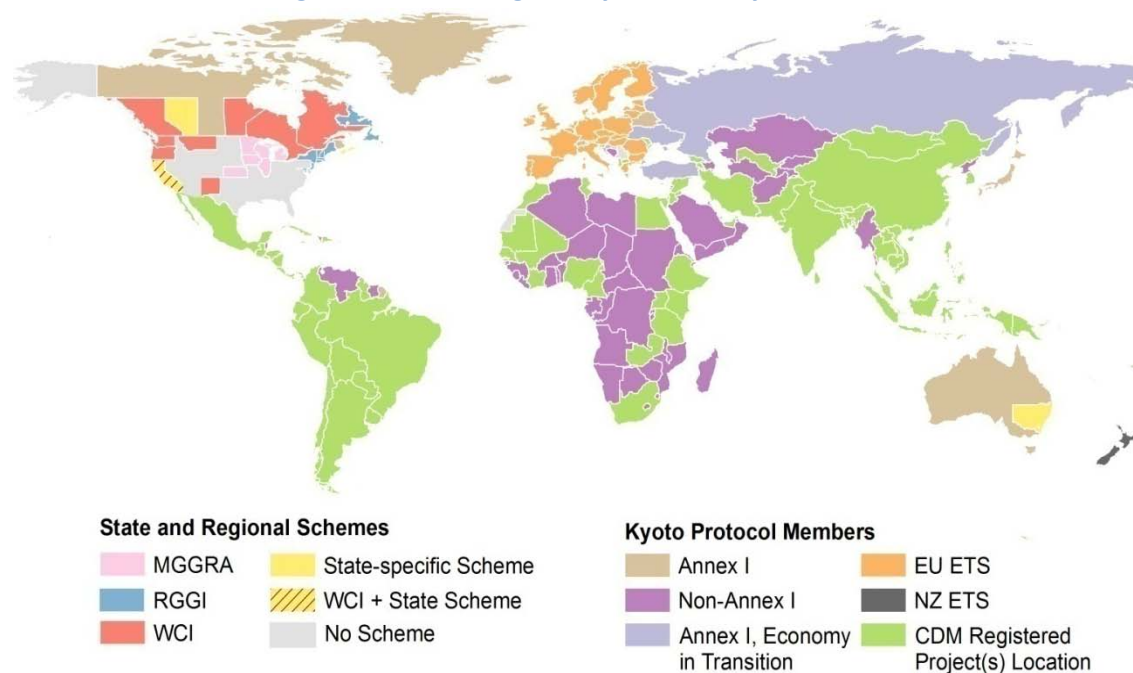 State and Regional Schemes
MGGRA
RGGI
WCI
State-specific Scheme
WCI + State Scheme
No Scheme
Kyoto Protocol Members
Annex I
Non-Annex I
Annex I, Economy
in Transition
EU ETS
NZ ETS
CDM Registered
Project(s) Location